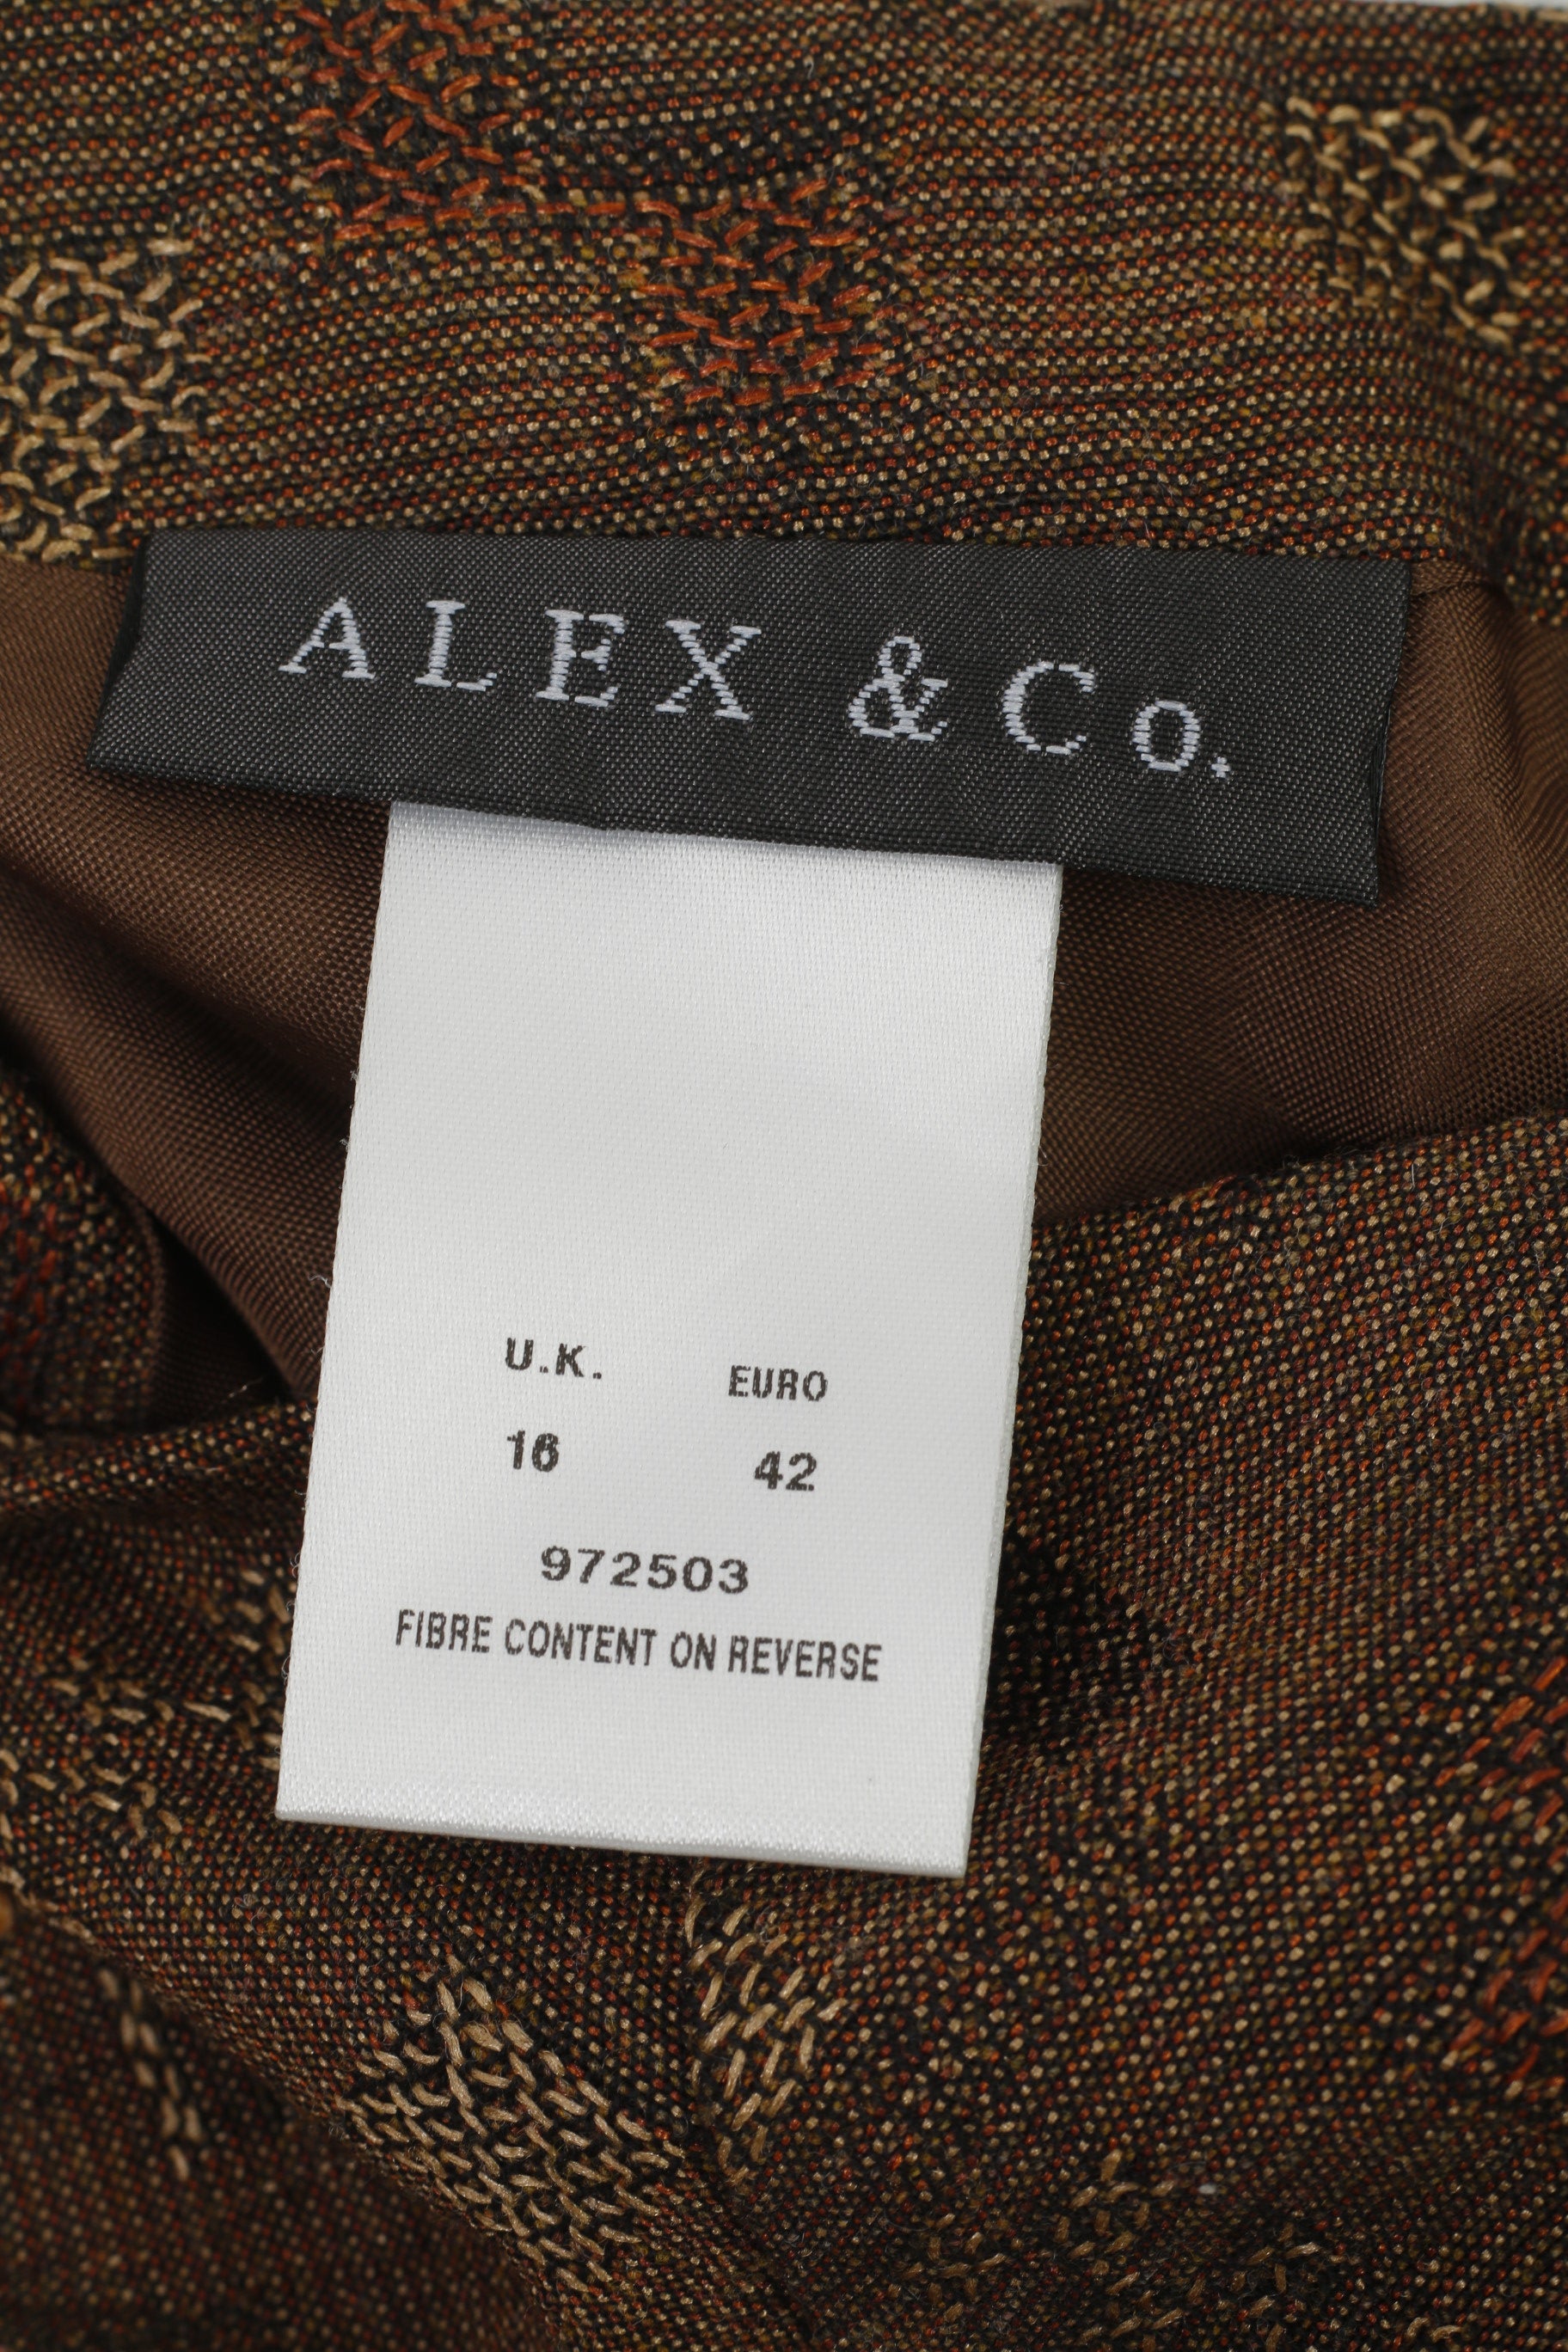 ALEX & Co.
U.K. EURO
16 42
972503
FIBRE CONTENT ON REVERSE